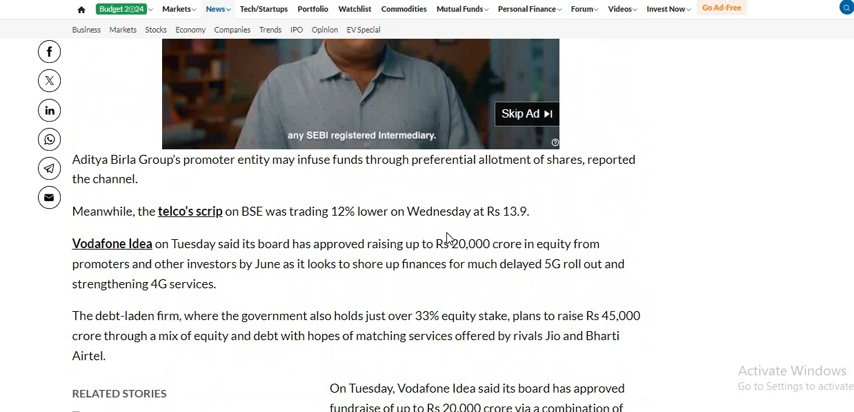 Budget 2024 Markets News Tech/Startups Portfolio Watchlist Commodities Mutual Funds Personal Finance Forum Videos Invest Now Go Ad-Free
Business Markets Stocks Economy Companies Trends IPO Opinion EV Special
Skip Ad
any SEBI registered Intermediary.
Aditya Birla Group's promoter entity may infuse funds through preferential allotment of shares, reported
the channel.
Meanwhile, the telco's scrip on BSE was trading 12% lower on Wednesday at Rs 13.9.
Vodafone Idea on Tuesday said its board has approved raising up to Rs 20,000 crore in equity from
promoters and other investors by June as it looks to shore up finances for much delayed 5G roll out and
strengthening 4G services.
The debt-laden firm, where the government also holds just over 33% equity stake, plans to raise Rs 45,000
crore through a mix of equity and debt with hopes of matching services offered by rivals Jio and Bharti
Airtel.
RELATED STORIES
On Tuesday, Vodafone Idea said its board has approved
fundraise of up to Rs 20,000 crore via a combination of
Activate Windows
Go to Settings to activate